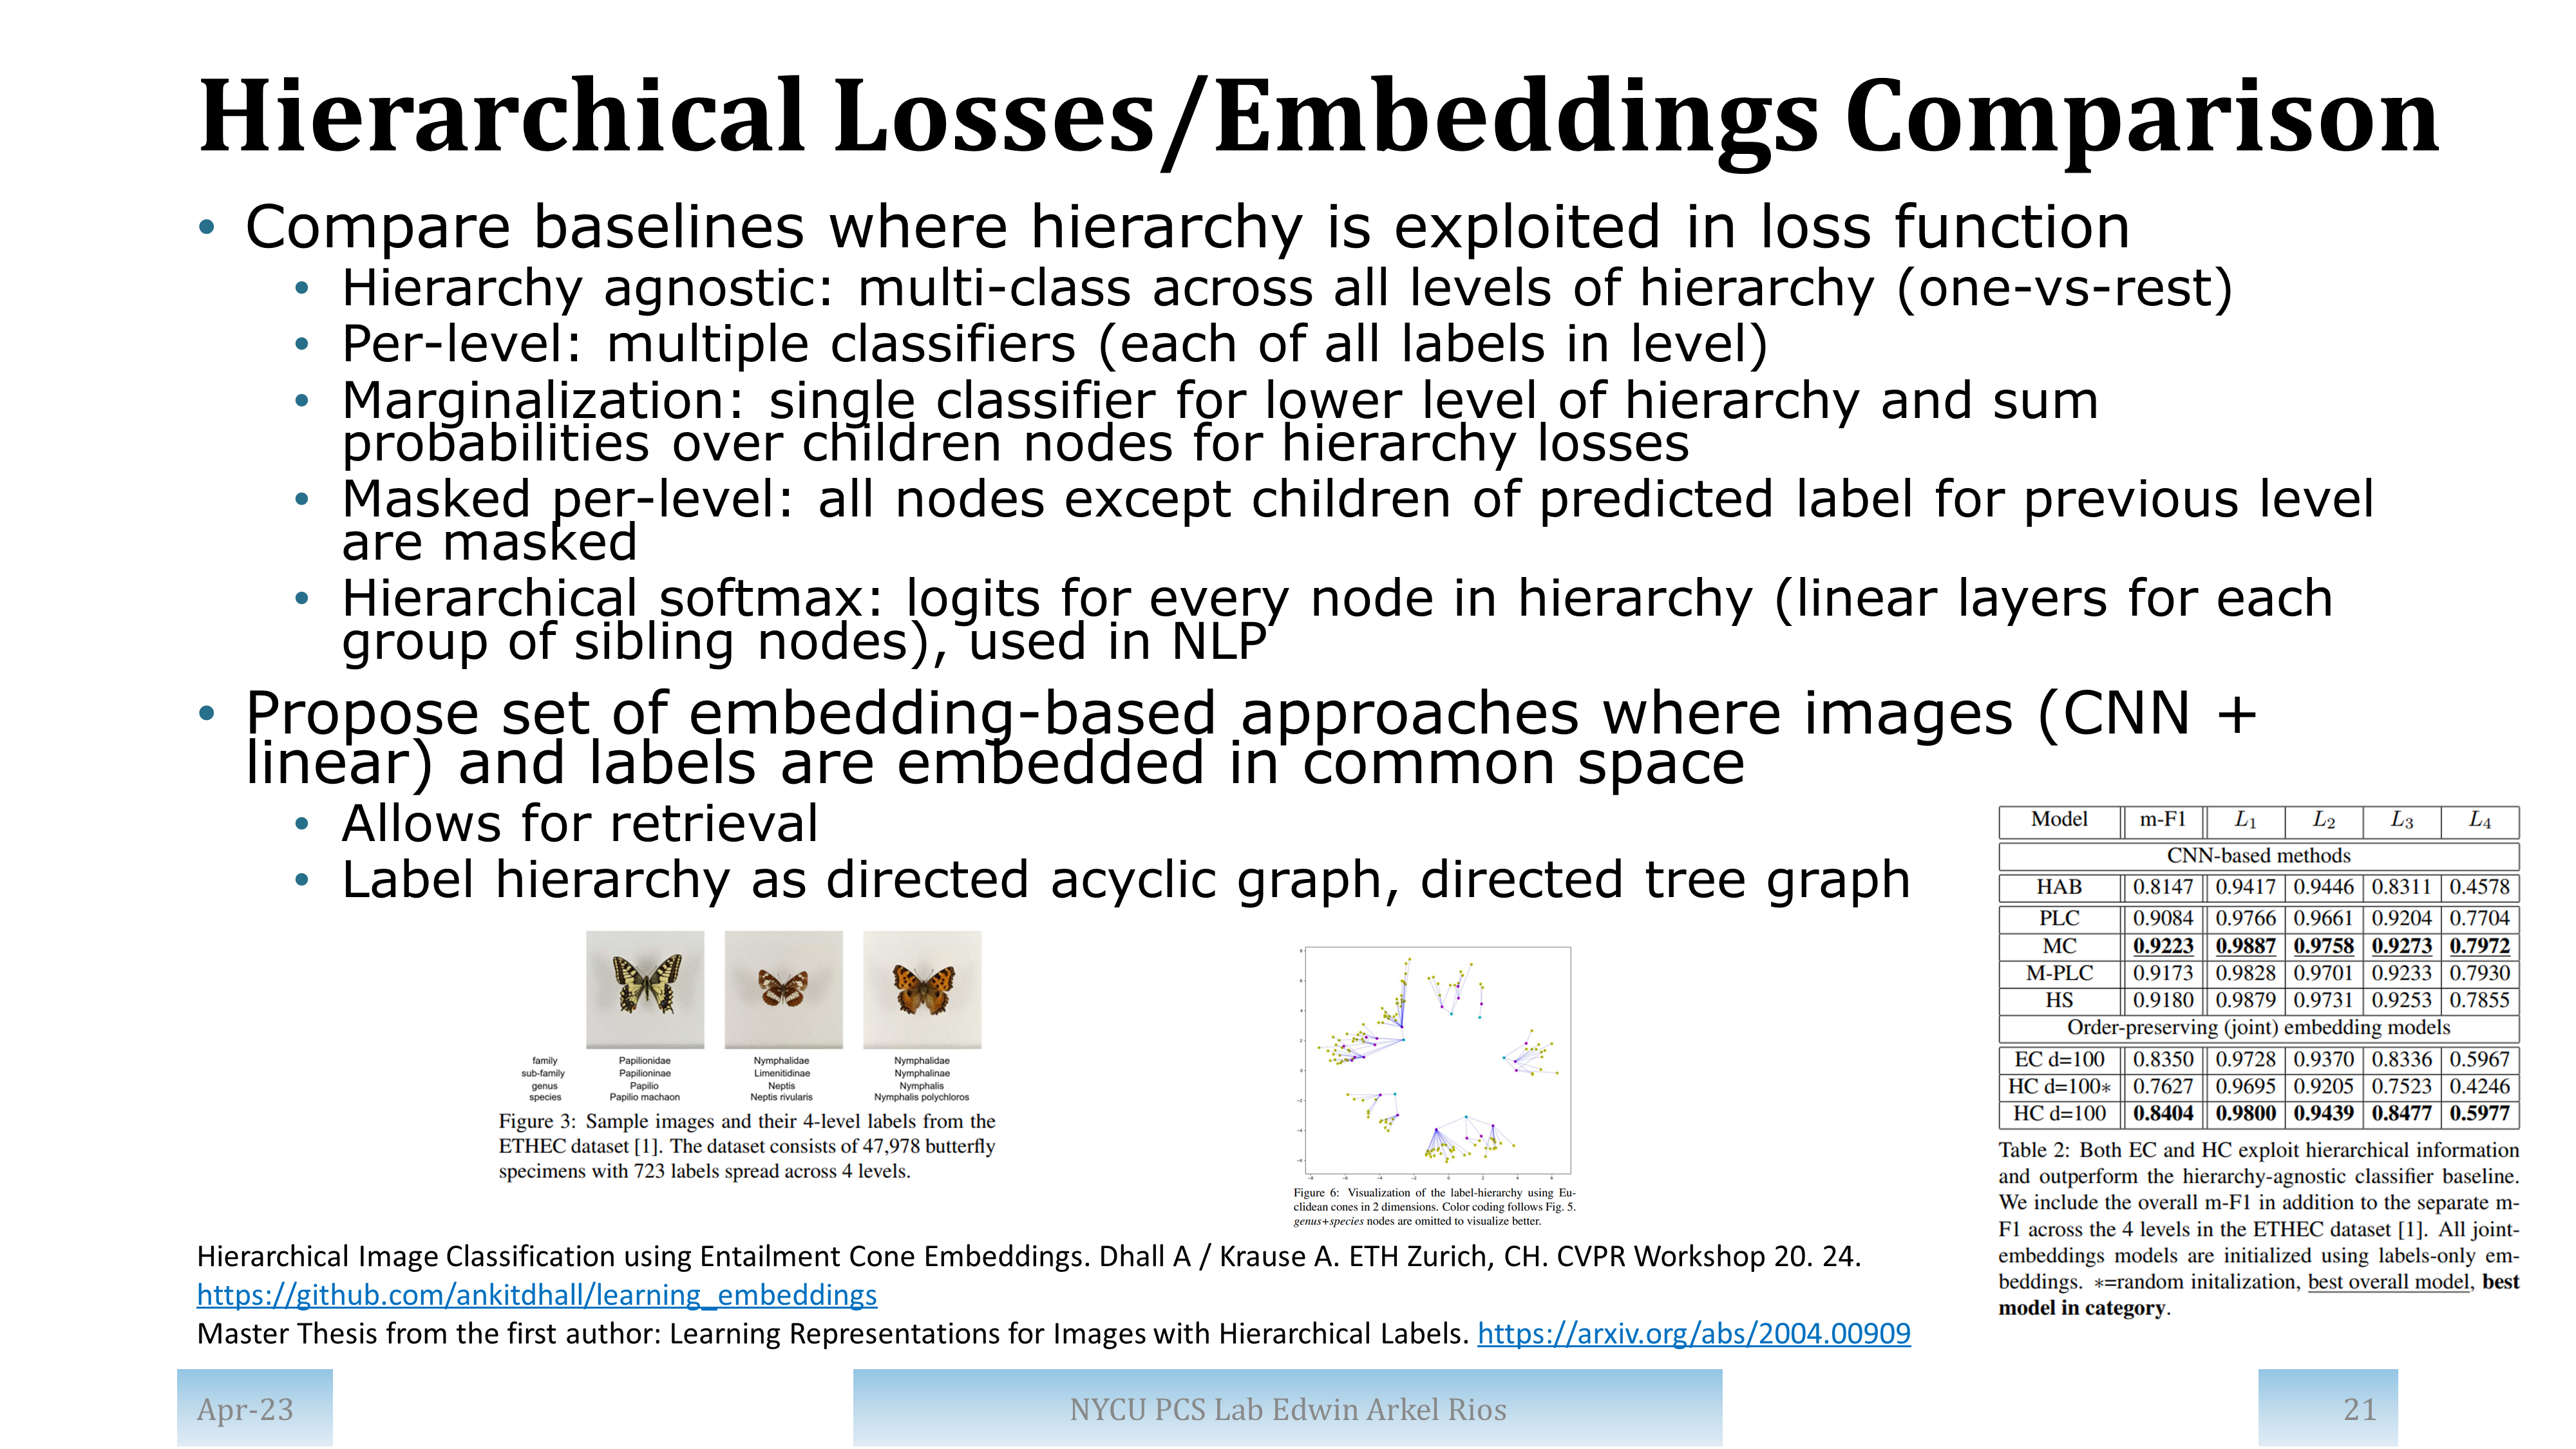 Hierarchical Losses/Embeddings Comparison
• Compare baselines where hierarchy is exploited in loss function
• Hierarchy agnostic: multi-class across all levels of hierarchy (one-vs-rest)
• Per-level: multiple classifiers (each of all labels in level)
• Marginalization: single classifier for lower level of hierarchy and sum
probabilities over children nodes for hierarchy losses
• Masked per-level: all nodes except children of predicted label for previous level
are masked
• Hierarchical softmax: logits for every node in hierarchy (linear layers for each
group of sibling nodes), used in NLP
• Propose set of embedding-based approaches where images (CNN +
linear) and labels are embedded in common space
• Allows for retrieval
• Label hierarchy as directed acyclic graph, directed tree graph
family Papilionidae Nymphalidae Nymphalidae
sub-family Papilioninae Limenitidinae Nymphalinae
genus Papilio Neptis Nymphalis
species Papilio machaon Neptis rivularis Nymphalis polychloros
Figure 3: Sample images and their 4-level labels from the
ETHEC dataset [1]. The dataset consists of 47,978 butterfly
specimens with 723 labels spread across 4 levels.
Figure 6: Visualization of the label-hierarchy using Eu-
clidean cones in 2 dimensions. Color coding follows Fig. 5.
genus+species nodes are omitted to visualize better.
Model m-F1 L1 L2 L3 L4
CNN-based methods
HAB 0.8147 0.9417 0.9446 0.8311 0.4578
PLC 0.9084 0.9766 0.9661 0.9204 0.7704
MC 0.9223 0.9887 0.9758 0.9273 0.7972
M-PLC 0.9173 0.9828 0.9701 0.9233 0.7930
HS 0.9180 0.9879 0.9731 0.9253 0.7855
Order-preserving (joint) embedding models
EC d=100 0.8350 0.9728 0.9370 0.8336 0.5967
HC d=100∗ 0.7627 0.9695 0.9205 0.7523 0.4246
HC d=100 0.8404 0.9800 0.9439 0.8477 0.5977
Table 2: Both EC and HC exploit hierarchical information
and outperform the hierarchy-agnostic classifier baseline.
We include the overall m-F1 in addition to the separate m-
F1 across the 4 levels in the ETHEC dataset [1]. All joint-
embeddings models are initialized using labels-only em-
beddings. ∗=random initalization, best overall model, best
model in category.
Hierarchical Image Classification using Entailment Cone Embeddings. Dhall A / Krause A. ETH Zurich, CH. CVPR Workshop 20. 24.
https://github.com/ankitdhall/learning_embeddings
Master Thesis from the first author: Learning Representations for Images with Hierarchical Labels. https://arxiv.org/abs/2004.00909
Apr-23
NYCU PCS Lab Edwin Arkel Rios
21